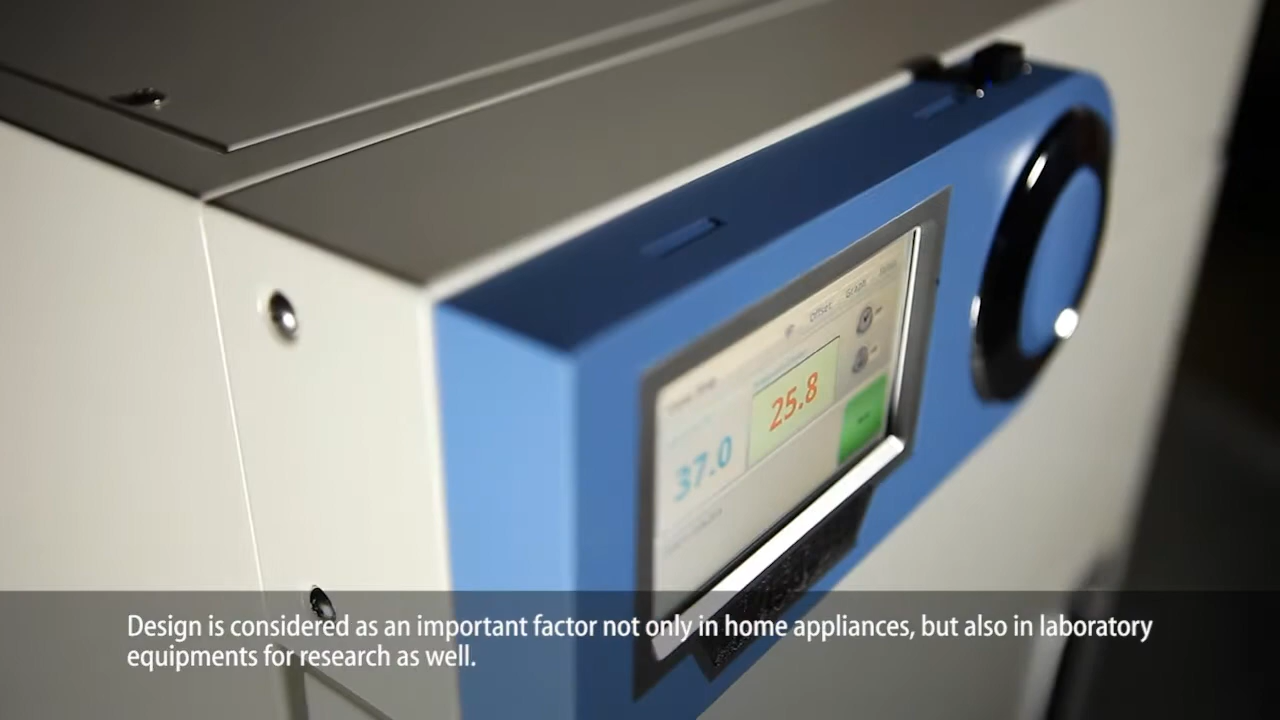 Offset Graph
25.8
37.0
Design is considered as an important factor not only in home appliances, but also in laboratory
equipments for research as well.